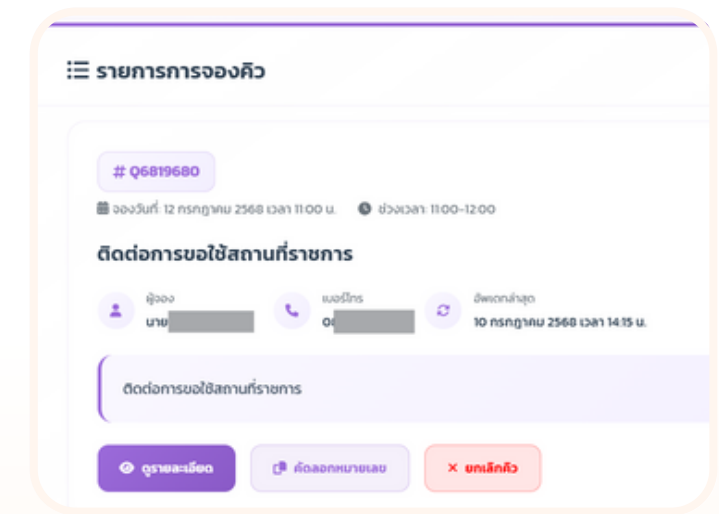 รายการการจองคิว
# Q6819680
จองวันที่: 12 กรกฎาคม 2568 เวลา 11:00 น. ช่วงเวลา: 11:00-12:00
ติดต่อการขอใช้สถานที่ราชการ
ผู้จอง เบอร์โทร อัพเดทล่าสุด
นาย 0 10 กรกฎาคม 2568 เวลา 14:15 น.
ติดต่อการขอใช้สถานที่ราชการ
ดูรายละเอียด คัดลอกหมายเลข × ยกเลิกคิว